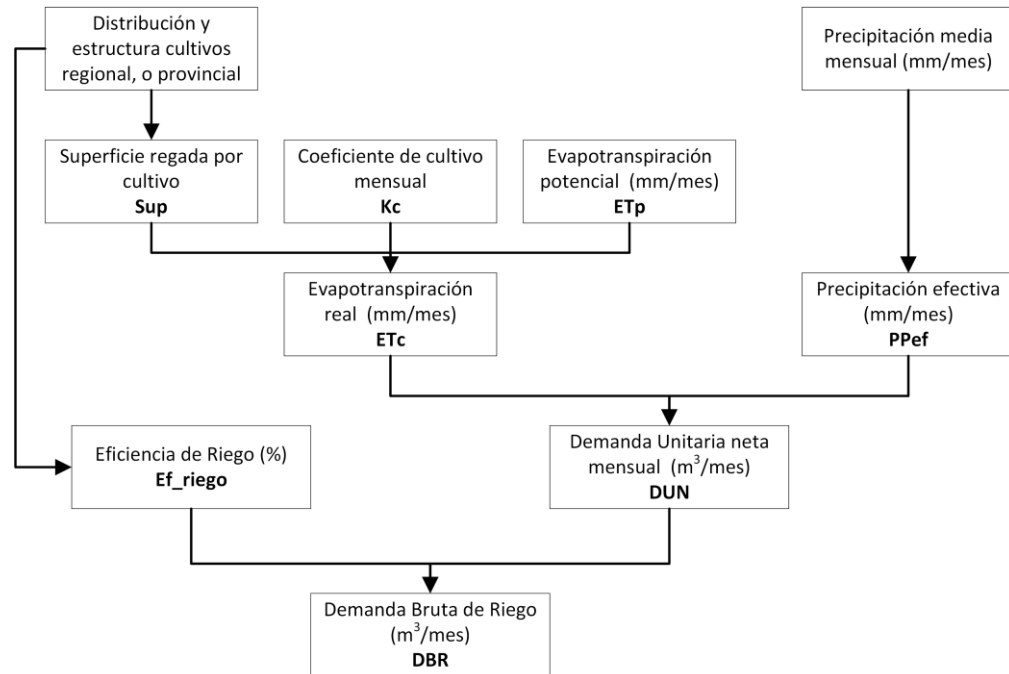 Distribución y
estructura cultivos
regional, o provincial
Precipitación media
mensual (mm/mes)
Superficie regada por
cultivo
Sup
Coeficiente de cultivo
mensual
Kc
Evapotranspiración
potencial (mm/mes)
ETp
Evapotranspiración
real (mm/mes)
ETc
Precipitación efectiva
(mm/mes)
PPef
Eficiencia de Riego (%)
Ef_riego
Demanda Unitaria neta
mensual (m³/mes)
DUN
Demanda Bruta de Riego
(m³/mes)
DBR